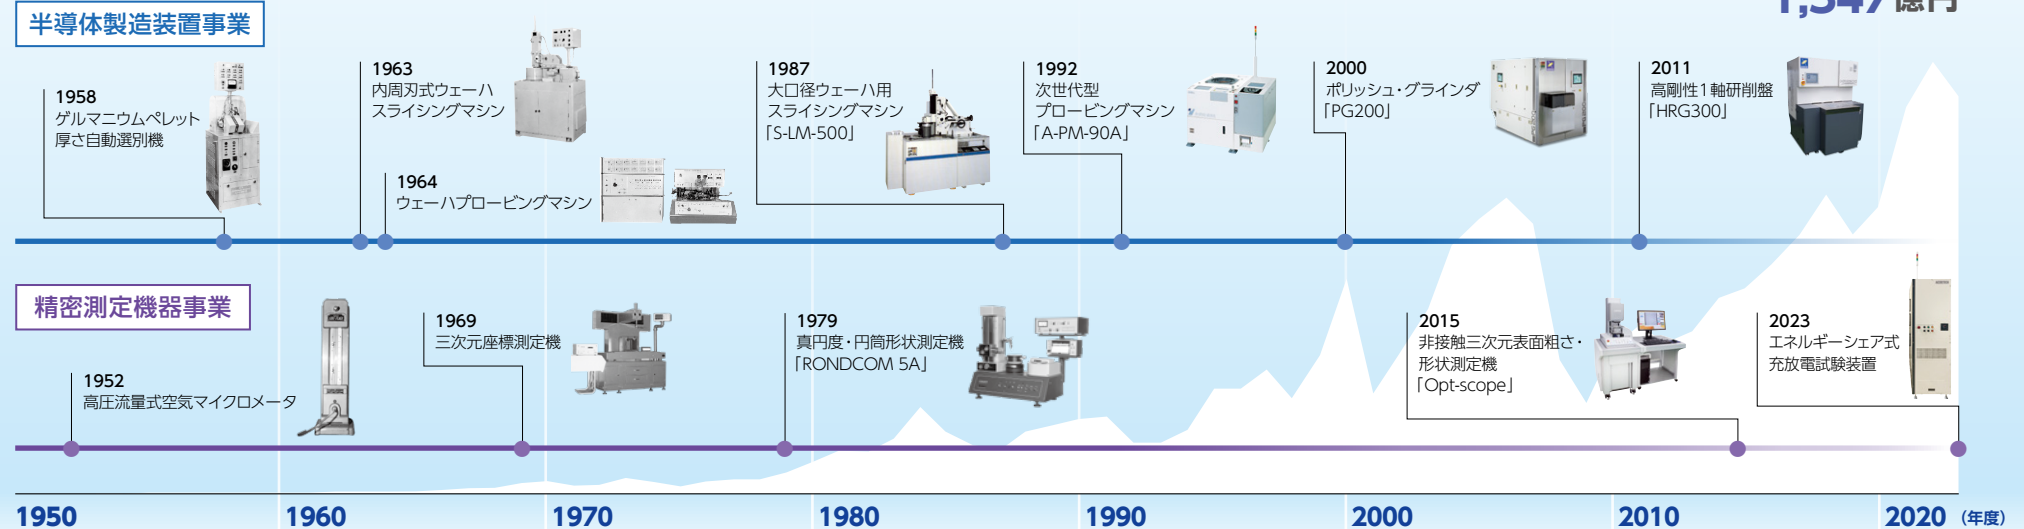 1,347億円
半導体製造装置事業
1958
ゲルマニウムペレット
厚さ自動選別機
1963
内周刃式ウェーハ
スライシングマシン
1964
ウェーハプロービングマシン
1987
大口径ウェーハ用
スライシングマシン
「S-LM-500」
1992
次世代型
プロービングマシン
「A-PM-90A」
2000
ポリッシュ・グラインダ
「PG200」
2011
高剛性1軸研削盤
「HRG300」
精密測定機器事業
1952
高圧流量式空気マイクロメータ
1969
三次元座標測定機
1979
真円度・円筒形状測定機
「RONDCOM 5A」
2015
非接触三次元表面粗さ・
形状測定機
「Opt-scope」
2023
エネルギーシェア式
充放電試験装置
1950 1960 1970 1980 1990 2000 2010 2020 (年度)